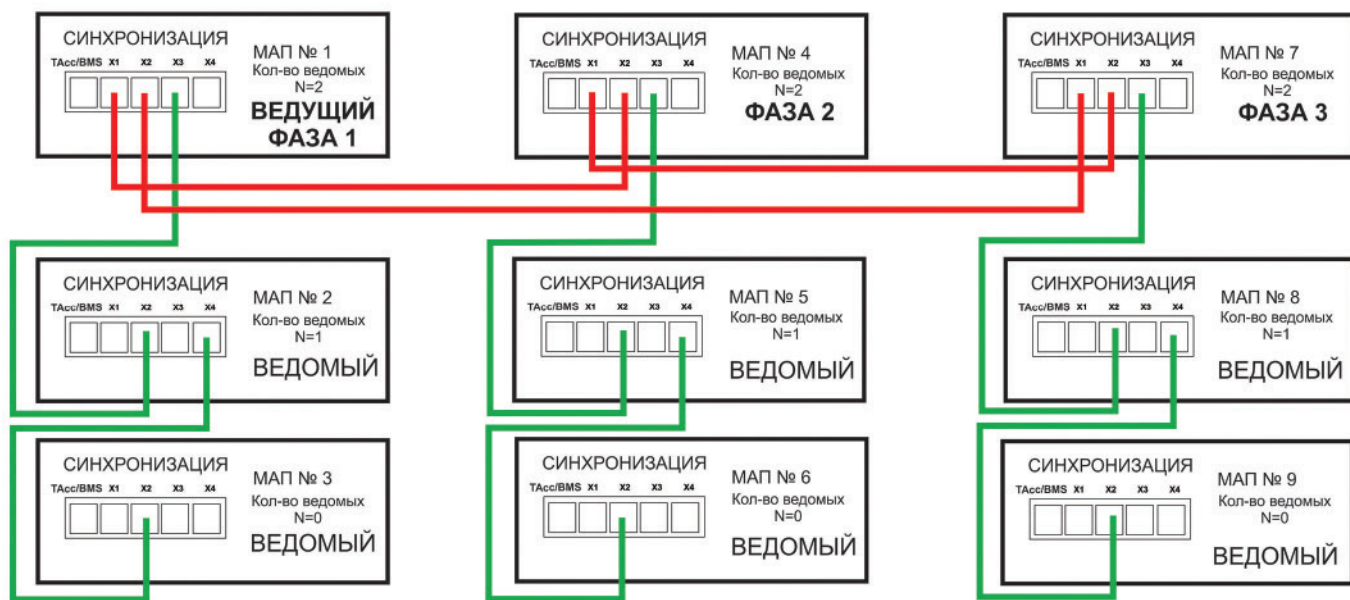 СИНХРОНИЗАЦИЯ
TAcc/BMS X1 X2 X3 X4
МАП № 1
Кол-во ведомых
N=2
ВЕДУЩИЙ
ФАЗА 1
СИНХРОНИЗАЦИЯ
TAcc/BMS X1 X2 X3 X4
МАП № 4
Кол-во ведомых
N=2
ФАЗА 2
СИНХРОНИЗАЦИЯ
TAcc/BMS X1 X2 X3 X4
МАП № 7
Кол-во ведомых
N=2
ФАЗА 3
СИНХРОНИЗАЦИЯ
TAcc/BMS X1 X2 X3 X4
МАП № 2
Кол-во ведомых
N=1
ВЕДОМЫЙ
СИНХРОНИЗАЦИЯ
TAcc/BMS X1 X2 X3 X4
МАП № 5
Кол-во ведомых
N=1
ВЕДОМЫЙ
СИНХРОНИЗАЦИЯ
TAcc/BMS X1 X2 X3 X4
МАП № 8
Кол-во ведомых
N=1
ВЕДОМЫЙ
СИНХРОНИЗАЦИЯ
TAcc/BMS X1 X2 X3 X4
МАП № 3
Кол-во ведомых
N=0
ВЕДОМЫЙ
СИНХРОНИЗАЦИЯ
TAcc/BMS X1 X2 X3 X4
МАП № 6
Кол-во ведомых
N=0
ВЕДОМЫЙ
СИНХРОНИЗАЦИЯ
TAcc/BMS X1 X2 X3 X4
МАП № 9
Кол-во ведомых
N=0
ВЕДОМЫЙ